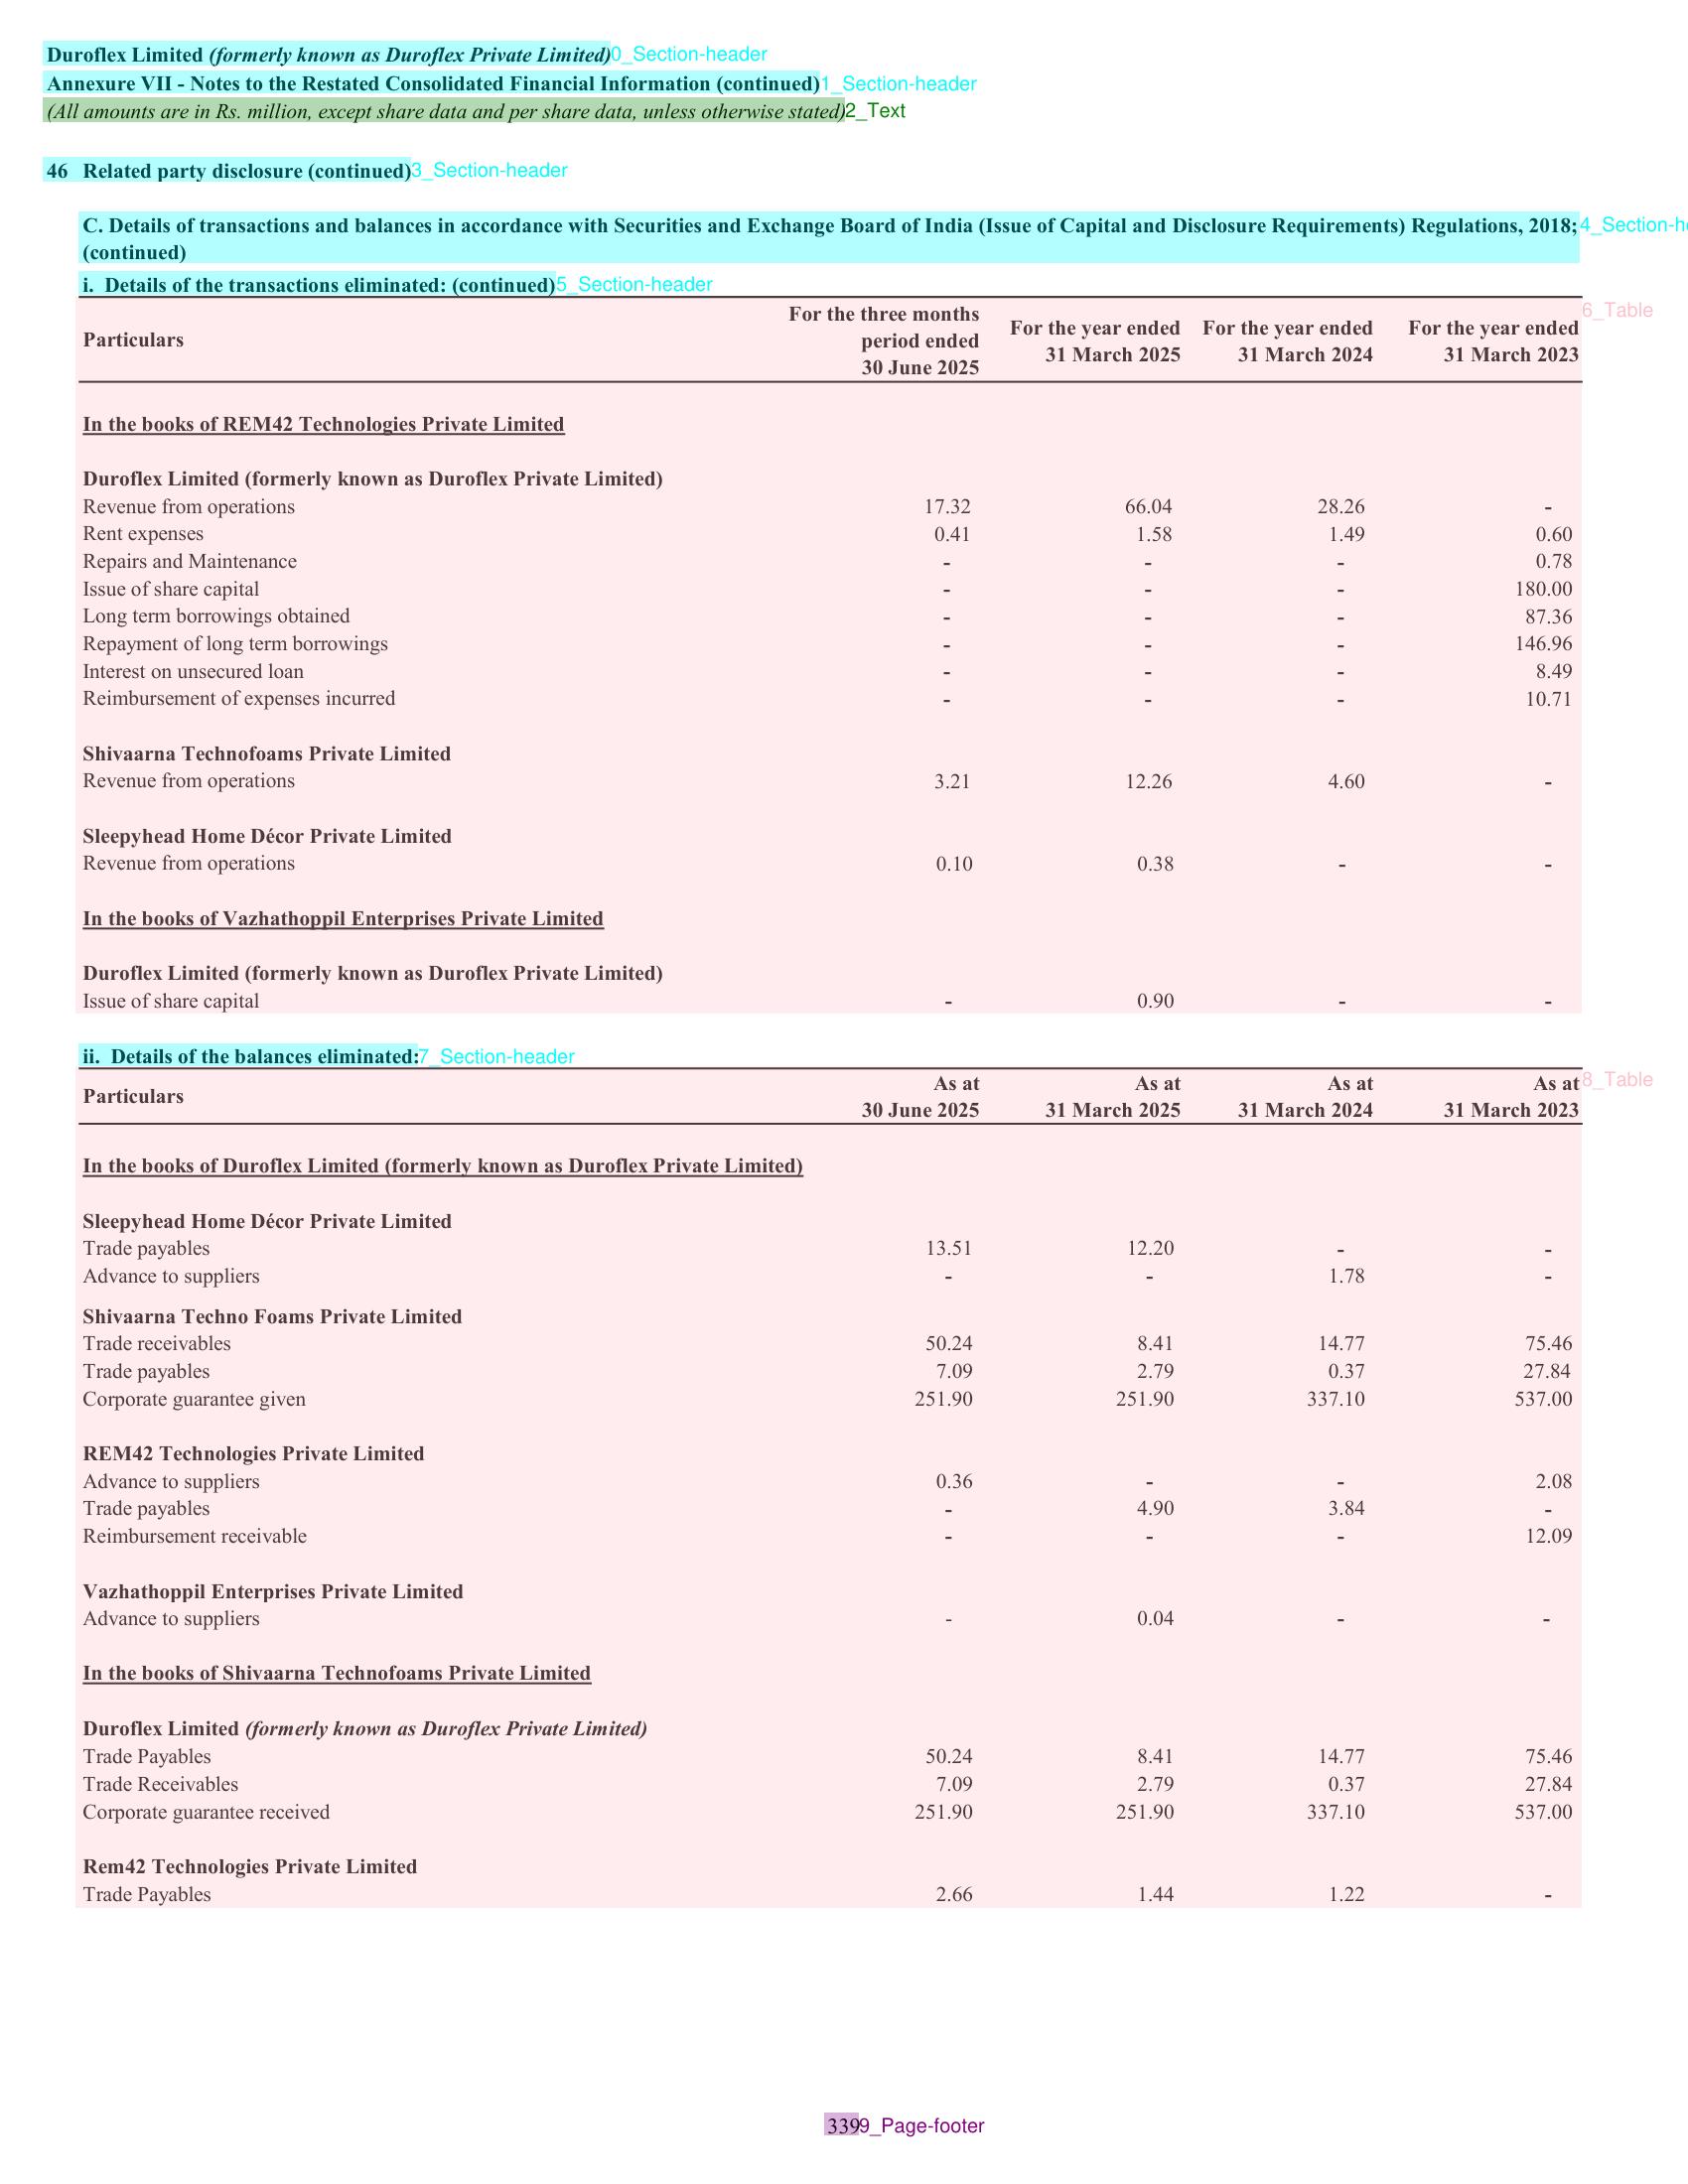 Duroflex Limited (formerly known as Duroflex Private Limited)0_Section-header
Annexure VII - Notes to the Restated Consolidated Financial Information (continued)1_Section-header
(All amounts are in Rs. million, except share data and per share data, unless otherwise stated)2_Text
46 Related party disclosure (continued)3_Section-header
C. Details of transactions and balances in accordance with Securities and Exchange Board of India (Issue of Capital and Disclosure Requirements) Regulations, 2018;4_Section-h
(continued)
i. Details of the transactions eliminated: (continued)5_Section-header
6_Table
Particulars For the three months period ended 30 June 2025 For the year ended 31 March 2025 For the year ended 31 March 2024 For the year ended 31 March 2023
In the books of REM42 Technologies Private Limited
Duroflex Limited (formerly known as Duroflex Private Limited)
Revenue from operations 17.32 66.04 28.26 -
Rent expenses 0.41 1.58 1.49 0.60
Repairs and Maintenance - - - 0.78
Issue of share capital - - - 180.00
Long term borrowings obtained - - - 87.36
Repayment of long term borrowings - - - 146.96
Interest on unsecured loan - - - 8.49
Reimbursement of expenses incurred - - - 10.71
Shivaarna Technofoams Private Limited
Revenue from operations 3.21 12.26 4.60 -
Sleepyhead Home Décor Private Limited
Revenue from operations 0.10 0.38 - -
In the books of Vazhathoppil Enterprises Private Limited
Duroflex Limited (formerly known as Duroflex Private Limited)
Issue of share capital - 0.90 - -
ii. Details of the balances eliminated:7_Section-header
8_Table
Particulars As at 30 June 2025 As at 31 March 2025 As at 31 March 2024 As at 31 March 2023
In the books of Duroflex Limited (formerly known as Duroflex Private Limited)
Sleepyhead Home Décor Private Limited
Trade payables 13.51 12.20 - -
Advance to suppliers - - 1.78 -
Shivaarna Techno Foams Private Limited
Trade receivables 50.24 8.41 14.77 75.46
Trade payables 7.09 2.79 0.37 27.84
Corporate guarantee given 251.90 251.90 337.10 537.00
REM42 Technologies Private Limited
Advance to suppliers 0.36 - - 2.08
Trade payables - 4.90 3.84 -
Reimbursement receivable - - - 12.09
Vazhathoppil Enterprises Private Limited
Advance to suppliers - 0.04 - -
In the books of Shivaarna Technofoams Private Limited
Duroflex Limited (formerly known as Duroflex Private Limited)
Trade Payables 50.24 8.41 14.77 75.46
Trade Receivables 7.09 2.79 0.37 27.84
Corporate guarantee received 251.90 251.90 337.10 537.00
Rem42 Technologies Private Limited
Trade Payables 2.66 1.44 1.22 -
3399_Page-footer